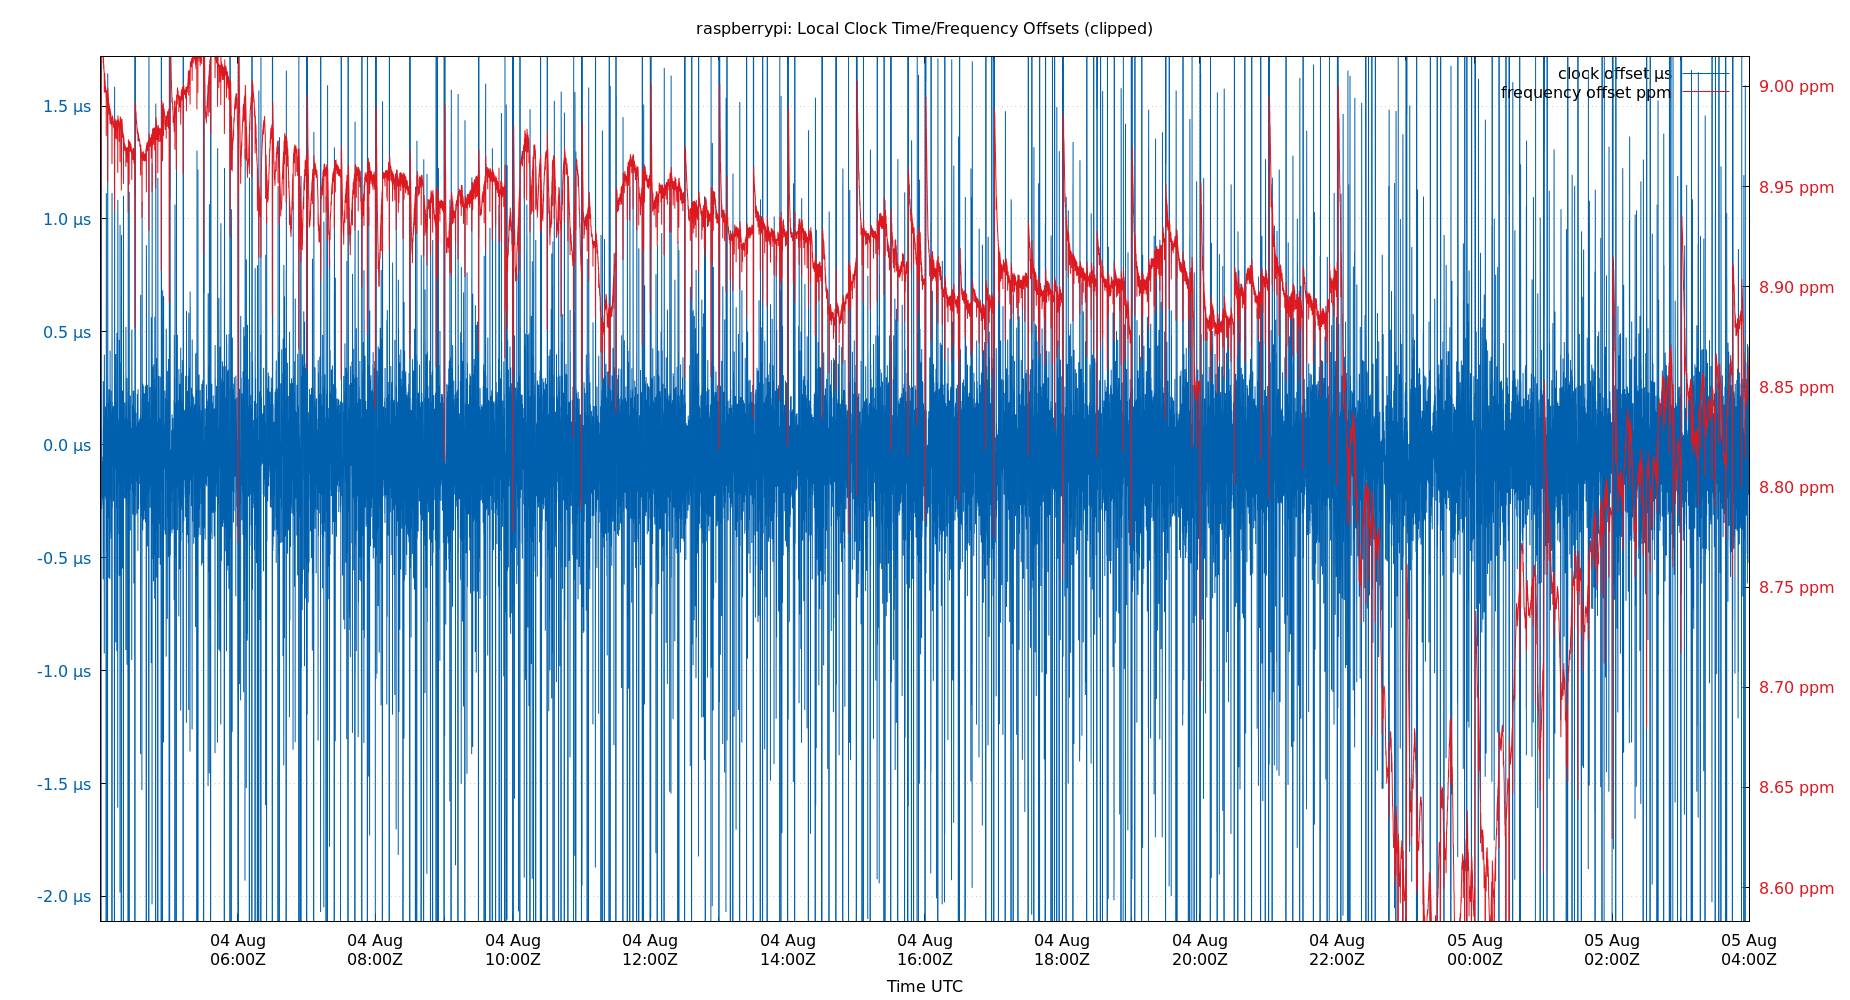 raspberrypi: Local Clock Time/Frequency Offsets (clipped)
clock offset µs
frequency offset ppm
1.5 µs
1.0 µs
0.5 µs
0.0 µs
-0.5 µs
-1.0 µs
-1.5 µs
-2.0 µs
9.00 ppm
8.95 ppm
8.90 ppm
8.85 ppm
8.80 ppm
8.75 ppm
8.70 ppm
8.65 ppm
8.60 ppm
04 Aug 04 Aug 04 Aug 04 Aug 04 Aug 04 Aug 04 Aug 04 Aug 04 Aug 05 Aug 05 Aug 05 Aug
06:00Z 08:00Z 10:00Z 12:00Z 14:00Z 16:00Z 18:00Z 20:00Z 22:00Z 00:00Z 02:00Z 04:00Z
Time UTC